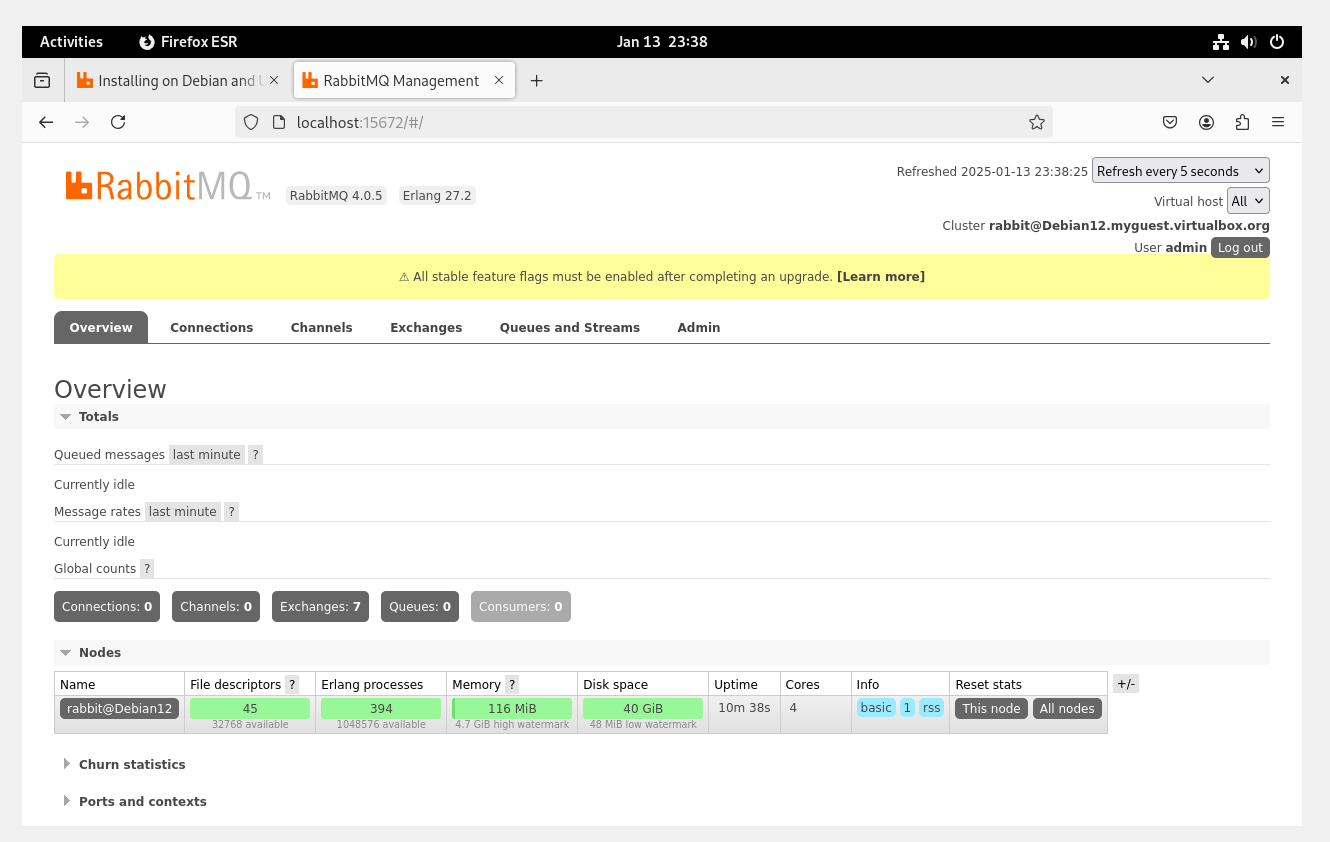 Activities Firefox ESR Jan 13 23:38
Installing on Debian and RabbitMQ Management
localhost:15672/#/
RabbitMQ™ RabbitMQ 4.0.5 Erlang 27.2
Refreshed 2025-01-13 23:38:25 Refresh every 5 seconds
Virtual host All
Cluster rabbit@Debian12.myguest.virtualbox.org
User admin Log out
⚠ All stable feature flags must be enabled after completing an upgrade. [Learn more]
Overview Connections Channels Exchanges Queues and Streams Admin
Overview
Totals
Queued messages last minute ?
Currently idle
Message rates last minute ?
Currently idle
Global counts ?
Connections: 0 Channels: 0 Exchanges: 7 Queues: 0 Consumers: 0
Nodes
Name File descriptors ? Erlang processes Memory ? Disk space Uptime Cores Info Reset stats +/-
rabbit@Debian12 45 394 116 MiB 40 GiB 10m 38s 4 basic 1 rss This node All nodes
32768 available 1048576 available 4.7 GiB high watermark 48 MiB low watermark
Churn statistics
Ports and contexts